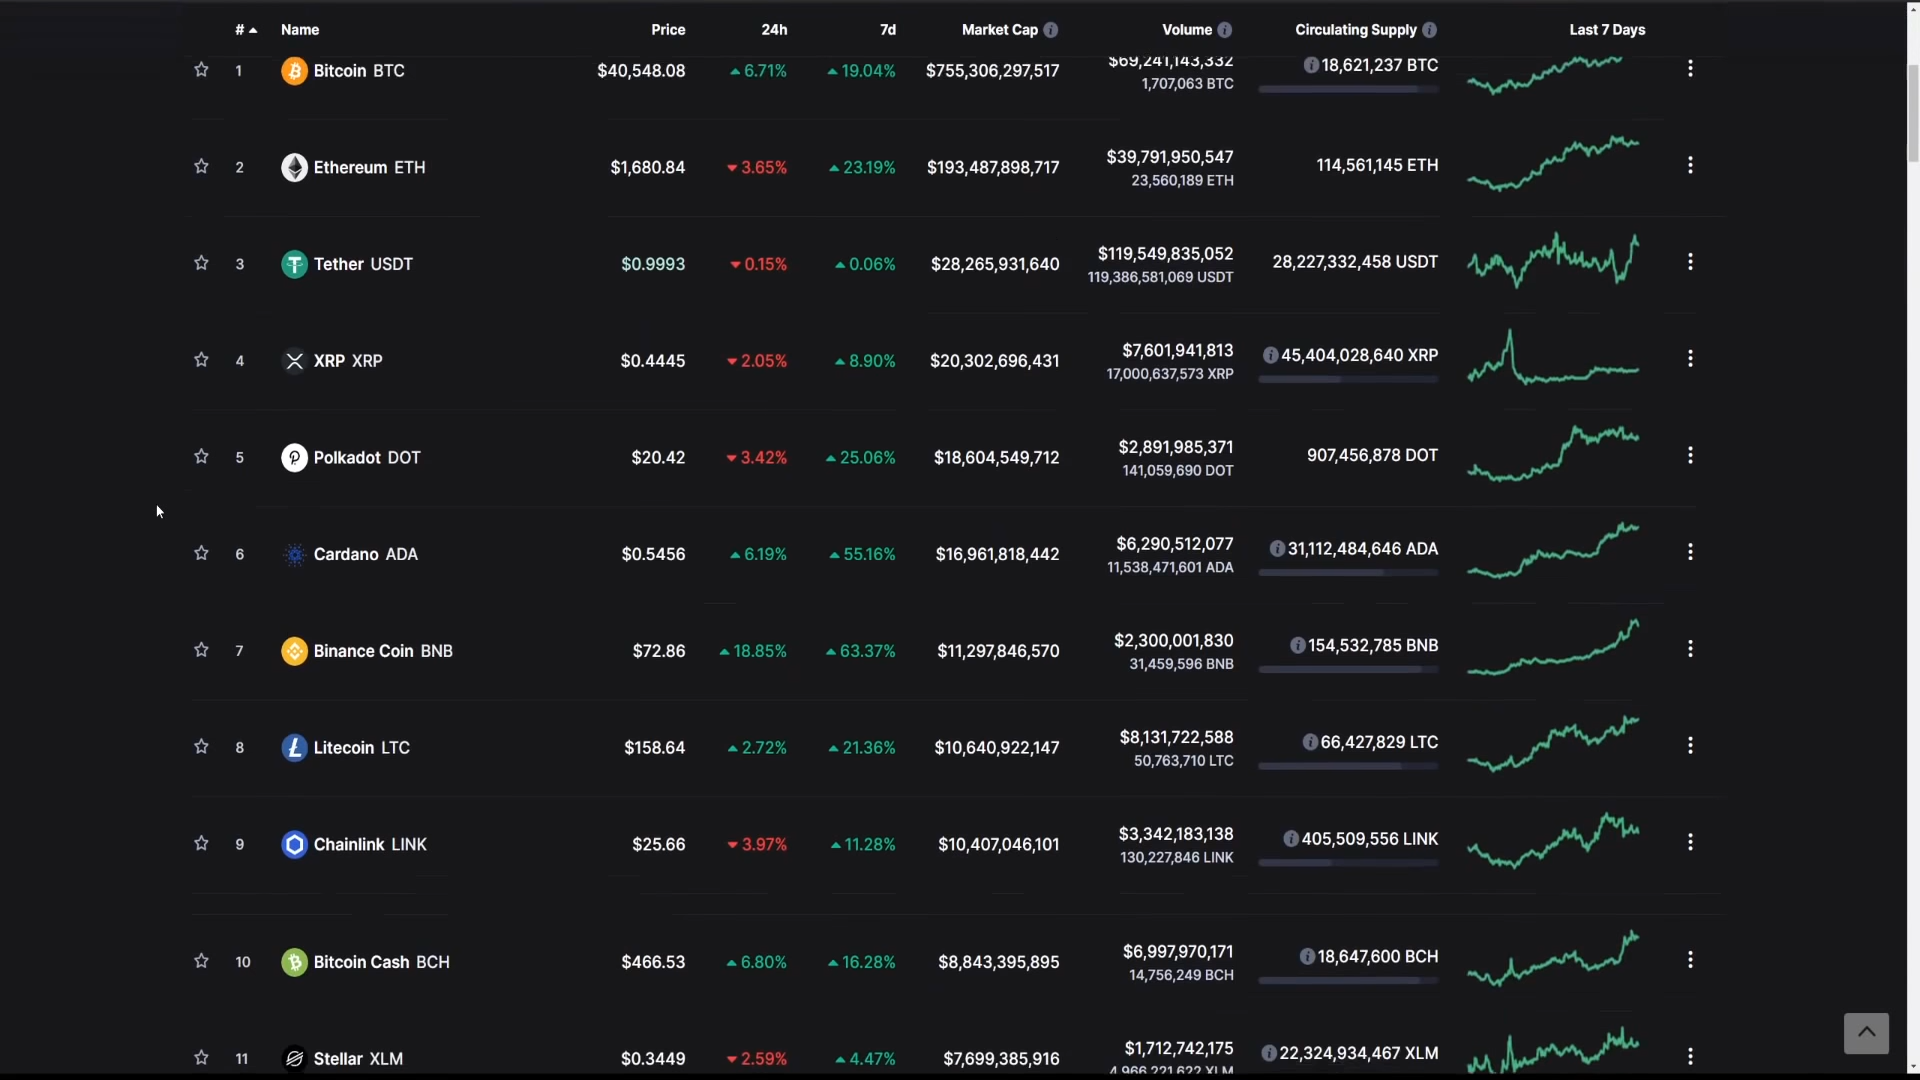 # Name Price 24h 7d Market Cap Volume Circulating Supply Last 7 Days
1 Bitcoin BTC $40,548.08 6.71% 19.04% $755,306,297,517 $69,241,143,332 18,621,237 BTC
1,707,063 BTC
2 Ethereum ETH $1,680.84 3.65% 23.19% $193,487,898,717 $39,791,950,547 114,561,145 ETH
23,560,189 ETH
3 Tether USDT $0.9993 0.15% 0.06% $28,265,931,640 $119,549,835,052 28,227,332,458 USDT
119,386,581,069 USDT
4 XRP XRP $0.4445 2.05% 8.90% $20,302,696,431 $7,601,941,813 45,404,028,640 XRP
17,000,637,573 XRP
5 Polkadot DOT $20.42 3.42% 25.06% $18,604,549,712 $2,891,985,371 907,456,878 DOT
141,059,690 DOT
6 Cardano ADA $0.5456 6.19% 55.16% $16,961,818,442 $6,290,512,077 31,112,484,646 ADA
11,538,471,601 ADA
7 Binance Coin BNB $72.86 18.85% 63.37% $11,297,846,570 $2,300,001,830 154,532,785 BNB
31,459,596 BNB
8 Litecoin LTC $158.64 2.72% 21.36% $10,640,922,147 $8,131,722,588 66,427,829 LTC
50,763,710 LTC
9 Chainlink LINK $25.66 3.97% 11.28% $10,407,046,101 $3,342,183,138 405,509,556 LINK
130,227,846 LINK
10 Bitcoin Cash BCH $466.53 6.80% 16.28% $8,843,395,895 $6,997,970,171 18,647,600 BCH
14,756,249 BCH
11 Stellar XLM $0.3449 2.59% 4.47% $7,699,385,916 $1,712,742,175 22,324,934,467 XLM
4,966,221,622 XLM